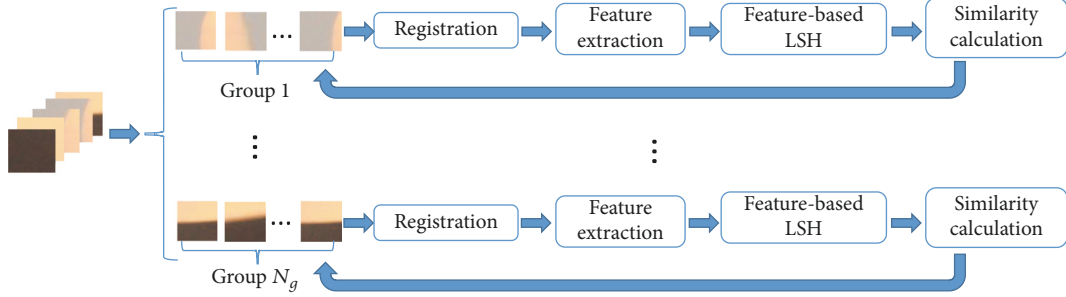 Registration
Feature
extraction
Feature-based
LSH
Similarity
calculation
Group 1
Registration
Feature
extraction
Feature-based
LSH
Similarity
calculation
Group N_g